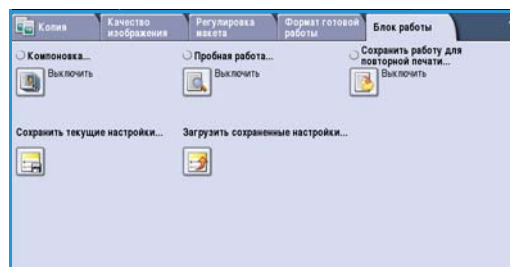 Копия
Качество
изображения
Регулировка
макета
Формат готовой
работы
Блок работы
Компоновка...
Выключить
Пробная работа...
Выключить
Сохранить работу для
повторной печати...
Выключить
Сохранить текущие настройки...
Загрузить сохраненные настройки...